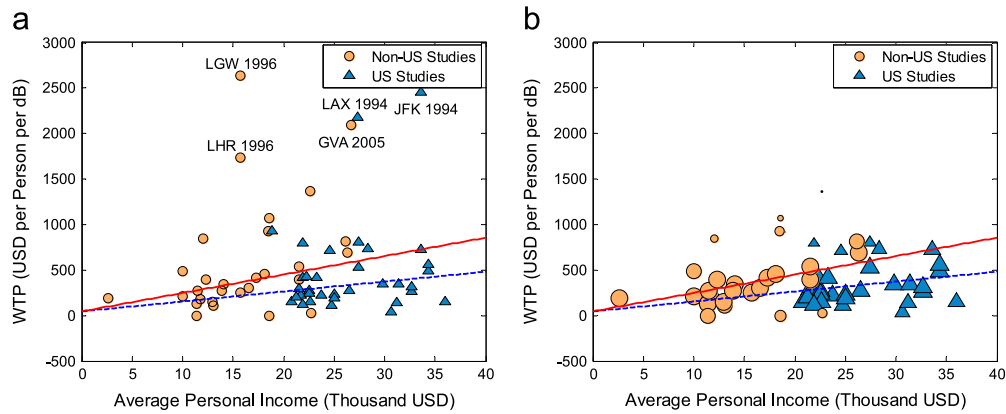 a
WTP (USD per Person per dB)
3000
2500
2000
1500
1000
500
0
-500
0 5 10 15 20 25 30 35 40
Average Personal Income (Thousand USD)
Non-US Studies
US Studies
LGW 1996
LHR 1996
LAX 1994
JFK 1994
GVA 2005
b
WTP (USD per Person per dB)
3000
2500
2000
1500
1000
500
0
-500
0 5 10 15 20 25 30 35 40
Average Personal Income (Thousand USD)
Non-US Studies
US Studies